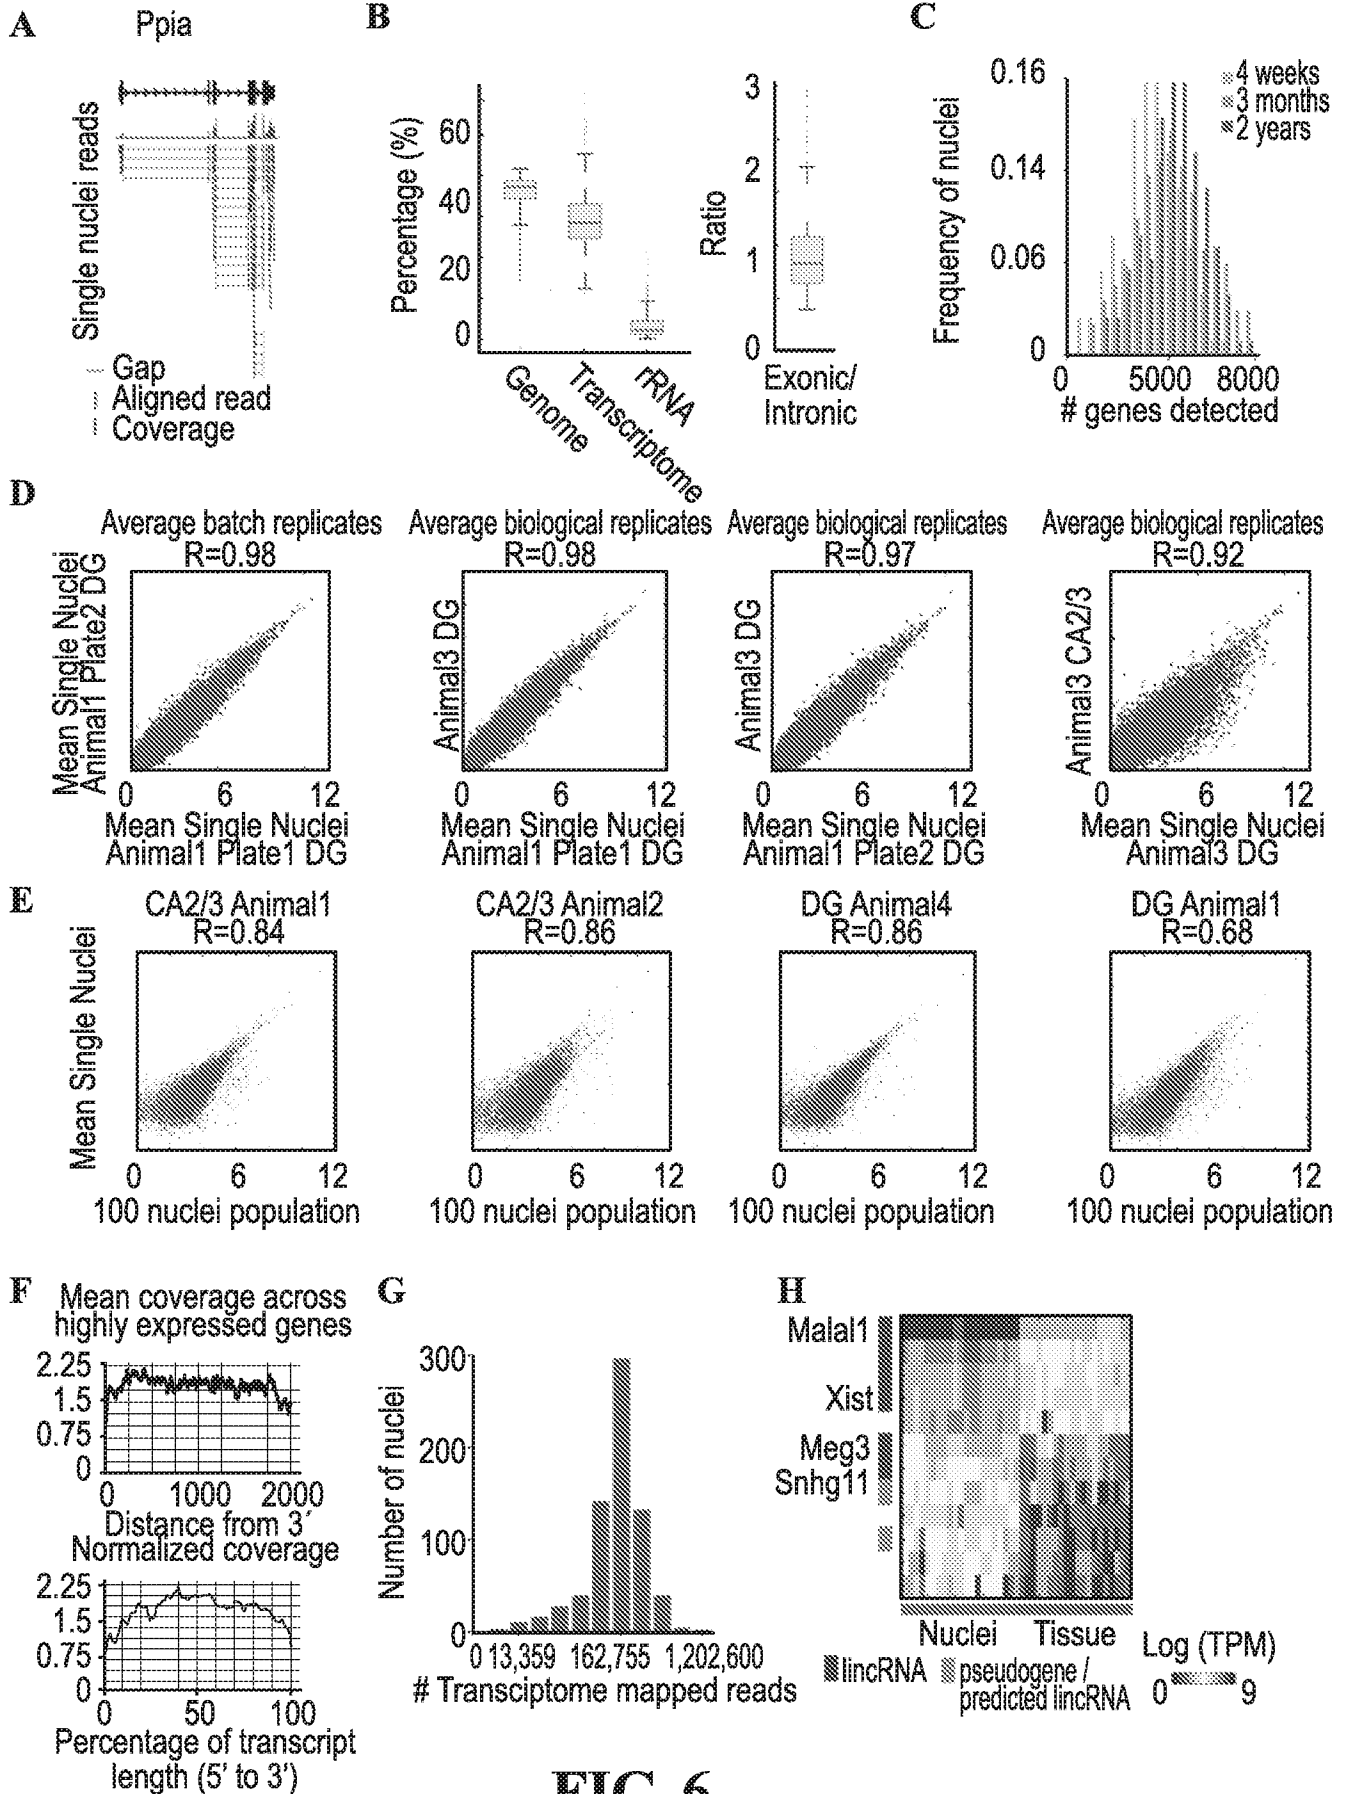 A
Ppia
Single nuclei reads
Gap
Aligned read
Coverage
B
Percentage (%)
60
40
20
0
Genome
Transcriptome
rRNA
Ratio
3
2
1
0
Exonic/
Intronic
C
Frequency of nuclei
0.16
0.14
0.06
0
4 weeks
3 months
2 years
0
5000
8000
# genes detected
D
Average batch replicates
R=0.98
Mean Single Nuclei
Animal1 Plate2 DG
0 6 12
Mean Single Nuclei
Animal1 Plate1 DG
Average biological replicates
R=0.98
Animal3 DG
0 6 12
Mean Single Nuclei
Animal1 Plate1 DG
Average biological replicates
R=0.97
Animal3 DG
0 6 12
Mean Single Nuclei
Animal1 Plate2 DG
Average biological replicates
R=0.92
Animal3 CA2/3
0 6 12
Mean Single Nuclei
Animal3 DG
E
Mean Single Nuclei
CA2/3 Animal1
R=0.84
0 6 12
100 nuclei population
CA2/3 Animal2
R=0.86
0 6 12
100 nuclei population
DG Animal4
R=0.86
0 6 12
100 nuclei population
DG Animal1
R=0.68
0 6 12
100 nuclei population
F
Mean coverage across
highly expressed genes
2.25
1.5
0.75
0
0 1000 2000
Distance from 3´
Normalized coverage
2.25
1.5
0.75
0
0 50 100
Percentage of transcript
length (5’ to 3’)
G
Number of nuclei
300
200
100
0
0 13,359 162,755 1,202,600
# Transciptome mapped reads
H
Malal1
Xist
Meg3
Snhg11
Nuclei Tissue
lincRNA
pseudogene /
predicted lincRNA
Log (TPM)
0 9
FIG. 6